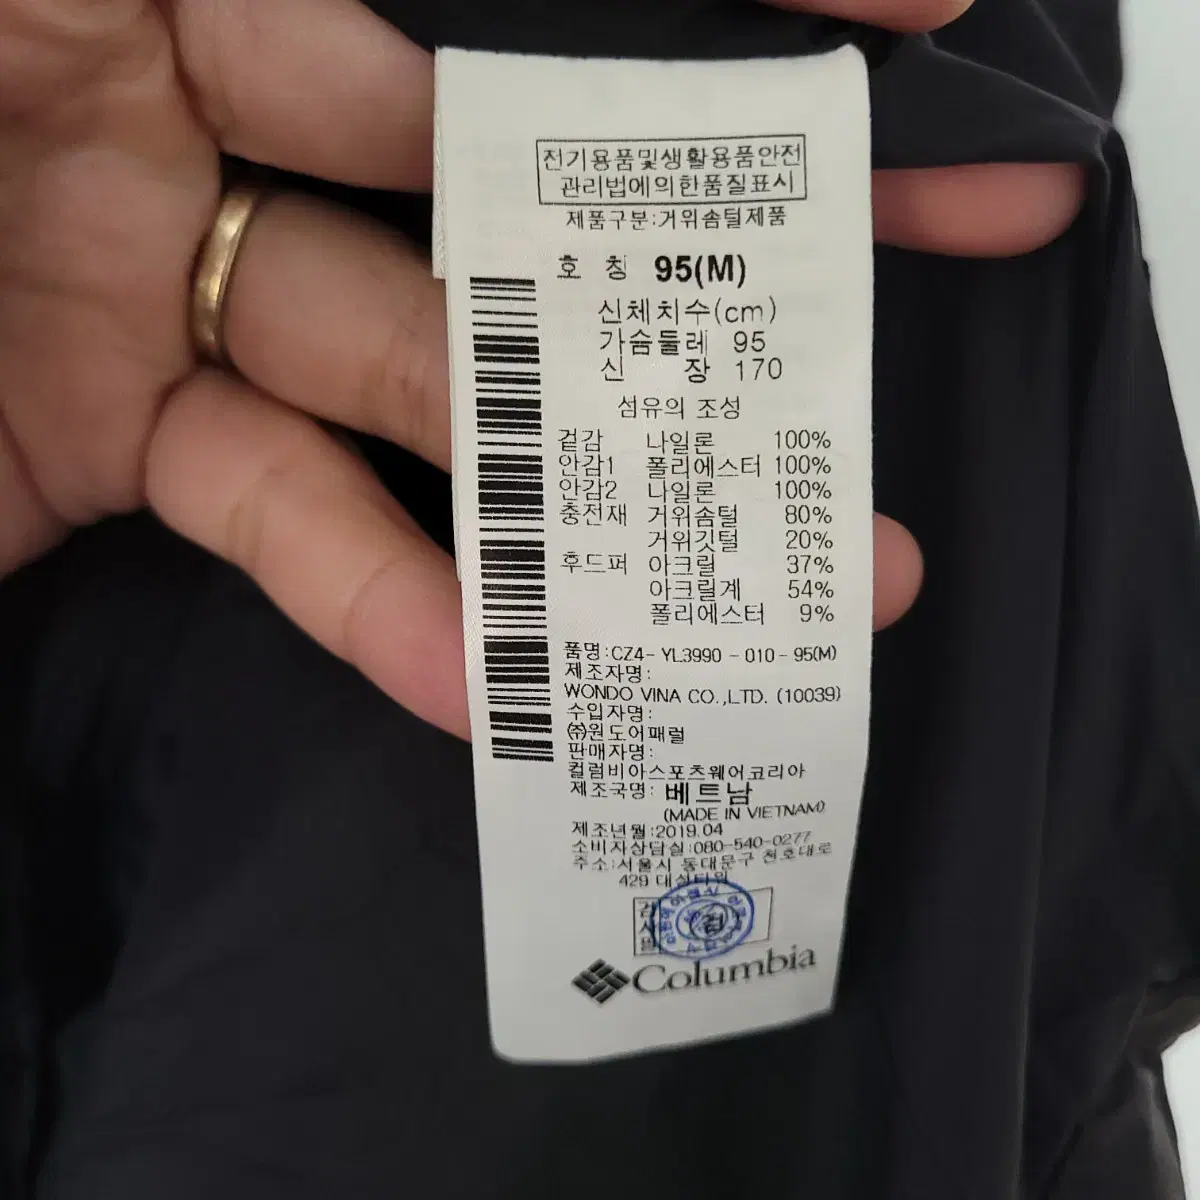 전기용품및생활용품안전
관리법에의한품질표시
제품구분:거위솜털제품
호 칭 95(M)
신체치수(cm)
가슴둘레 95
신 장 170
섬유의 조성
겉감 나일론 100%
안감1 폴리에스터 100%
안감2 나일론 100%
충전재 거위솜털 80%
거위깃털 20%
후드퍼 아크릴 37%
아크릴계 54%
폴리에스터 9%
품명:CZ4-YL3990-010-95(M)
제조자명:
WONDO VINA CO.,LTD. (10039)
수입자명:
㈜원도어패럴
판매자명:
컬럼비아스포츠웨어코리아
제조국명: 베트남
(MADE IN VIETNAM)
제조년월:2019.04
소비자상담실:080-540-0277
주소:서울시 동대문구 천호대로
429 대상타워
검
Columbia